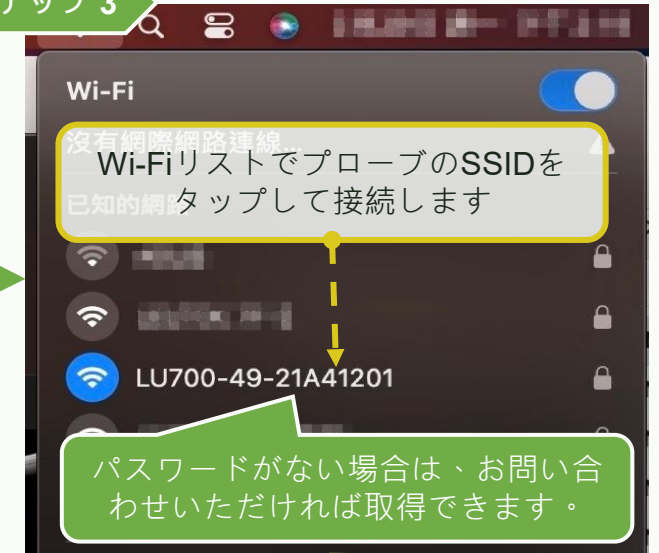 ナップ 3
Wi-Fi
沒有網際網路連線...
Wi-FiリストでプローブのSSIDを
タップして接続します
已知的網路
LU700-49-21A41201
パスワードがない場合は、お問い合
わせいただければ取得できます。